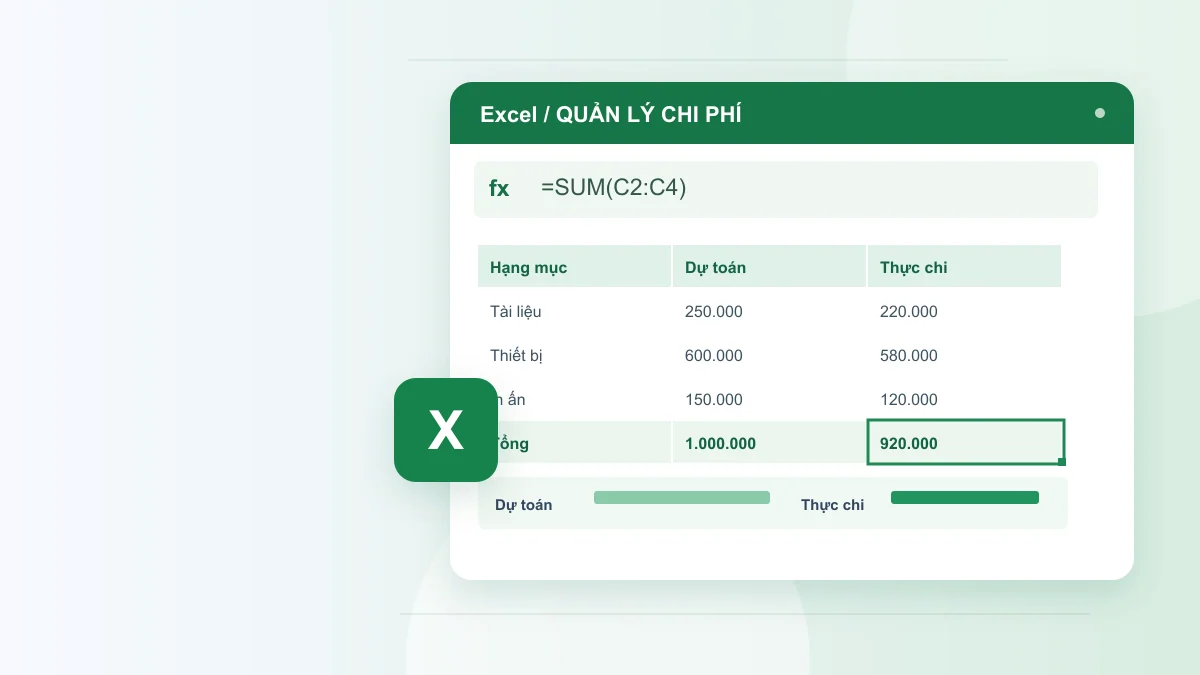 Excel / QUẢN LÝ CHI PHÍ
fx =SUM(C2:C4)
Hạng mục Dự toán Thực chi
Tài liệu 250.000 220.000
Thiết bị 600.000 580.000
ấn 150.000 120.000
Tổng 1.000.000 920.000
X
Dự toán Thực chi